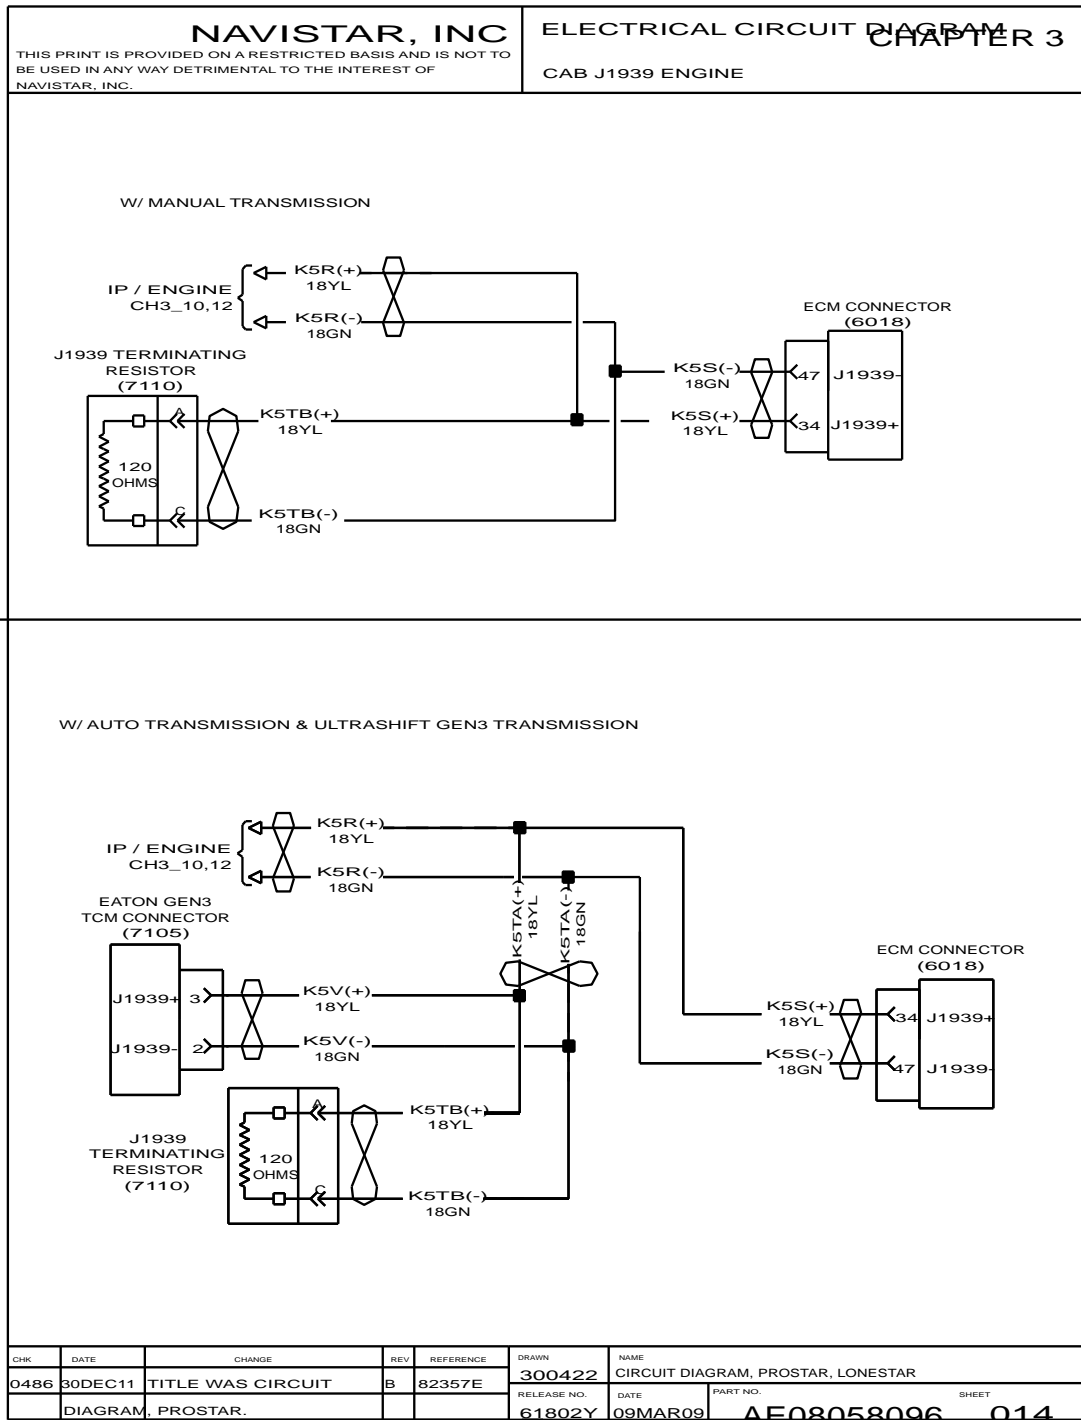 NAVISTAR, INC
THIS PRINT IS PROVIDED ON A RESTRICTED BASIS AND IS NOT TO
BE USED IN ANY WAY DETRIMENTAL TO THE INTEREST OF
NAVISTAR, INC.
ELECTRICAL CIRCUIT DIAGRAM
CHAPTER 3
CAB J1939 ENGINE
W/ MANUAL TRANSMISSION
IP / ENGINE
CH3_10,12
K5R(+)
18YL
K5R(-)
18GN
J1939 TERMINATING
RESISTOR
(7110)
A
C
120
OHMS
K5TB(+)
18YL
K5TB(-)
18GN
K5S(-)
18GN
K5S(+)
18YL
ECM CONNECTOR
(6018)
47
J1939-
34
J1939+
W/ AUTO TRANSMISSION & ULTRASHIFT GEN3 TRANSMISSION
IP / ENGINE
CH3_10,12
K5R(+)
18YL
K5R(-)
18GN
K5TA(+)
18YL
K5TA(-)
18GN
EATON GEN3
TCM CONNECTOR
(7105)
J1939+
3
J1939-
2
K5V(+)
18YL
K5V(-)
18GN
J1939
TERMINATING
RESISTOR
(7110)
120
OHMS
A
C
K5TB(+)
18YL
K5TB(-)
18GN
K5S(+)
18YL
K5S(-)
18GN
ECM CONNECTOR
(6018)
34
J1939+
47
J1939-
CHK DATE CHANGE REV REFERENCE
0486 30DEC11 TITLE WAS CIRCUIT B 82357E
DIAGRAM, PROSTAR.
DRAWN
300422
NAME
CIRCUIT DIAGRAM, PROSTAR, LONESTAR
RELEASE NO.
61802Y
DATE
09MAR09
PART NO.
AE08058096
SHEET
014